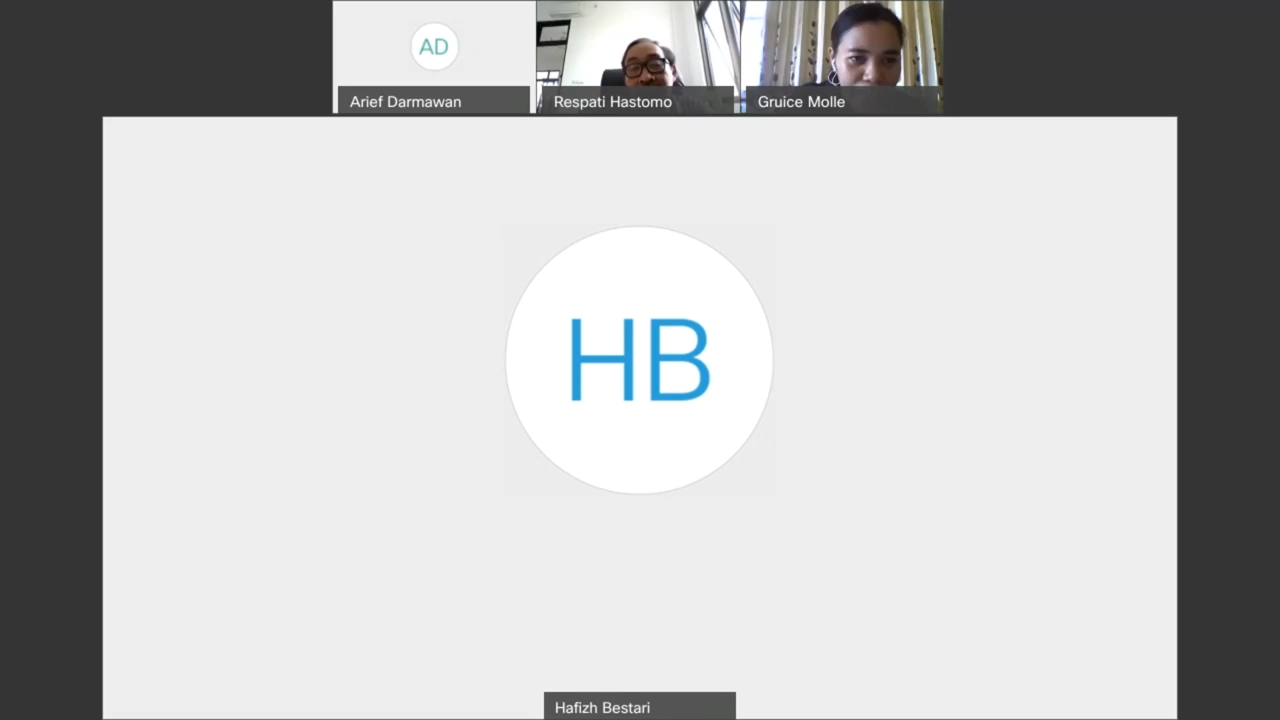 AD
Arief Darmawan
Respati Hastomo
Gruice Molle
HB
Hafizh Bestari